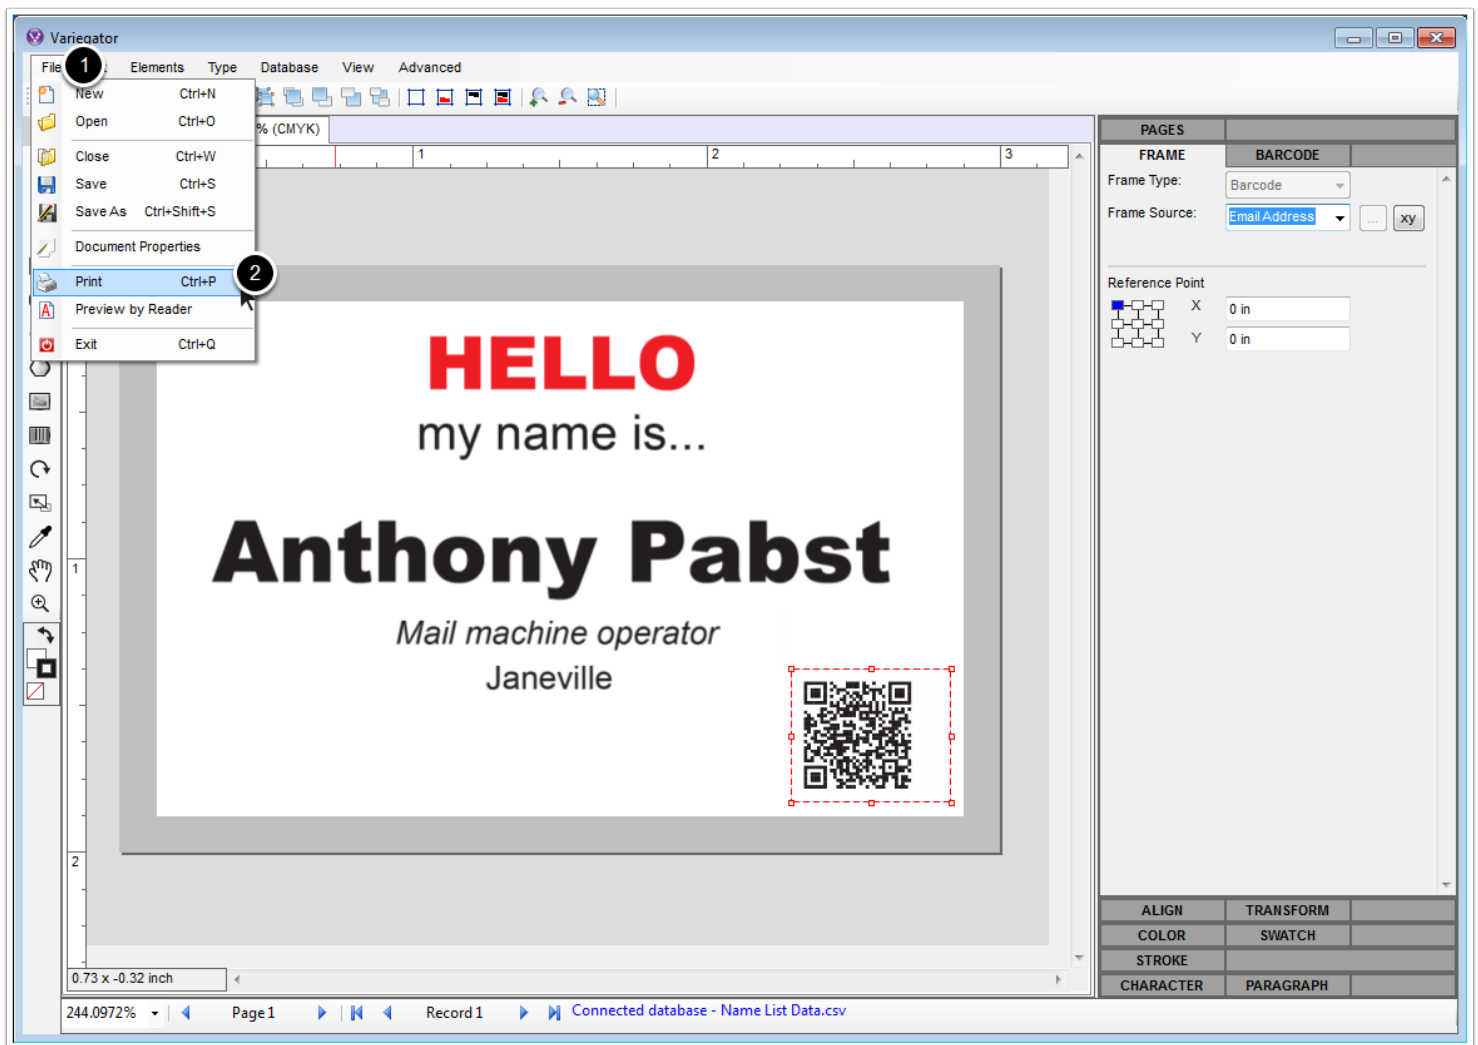 Variegator
1
File Elements Type Database View Advanced
New Ctrl+N
Open Ctrl+O
% (CMYK)
Close Ctrl+W
Save Ctrl+S
Save As Ctrl+Shift+S
Document Properties
Print Ctrl+P
2
Preview by Reader
Exit Ctrl+Q
1 2 3
1
2
HELLO
my name is...
Anthony Pabst
Mail machine operator
Janeville
PAGES
FRAME BARCODE
Frame Type: Barcode
Frame Source: Email Address ... xy
Reference Point
X 0 in
Y 0 in
ALIGN TRANSFORM
COLOR SWATCH
STROKE
CHARACTER PARAGRAPH
0.73 x -0.32 inch
244.0972% Page 1 Record 1 Connected database - Name List Data.csv